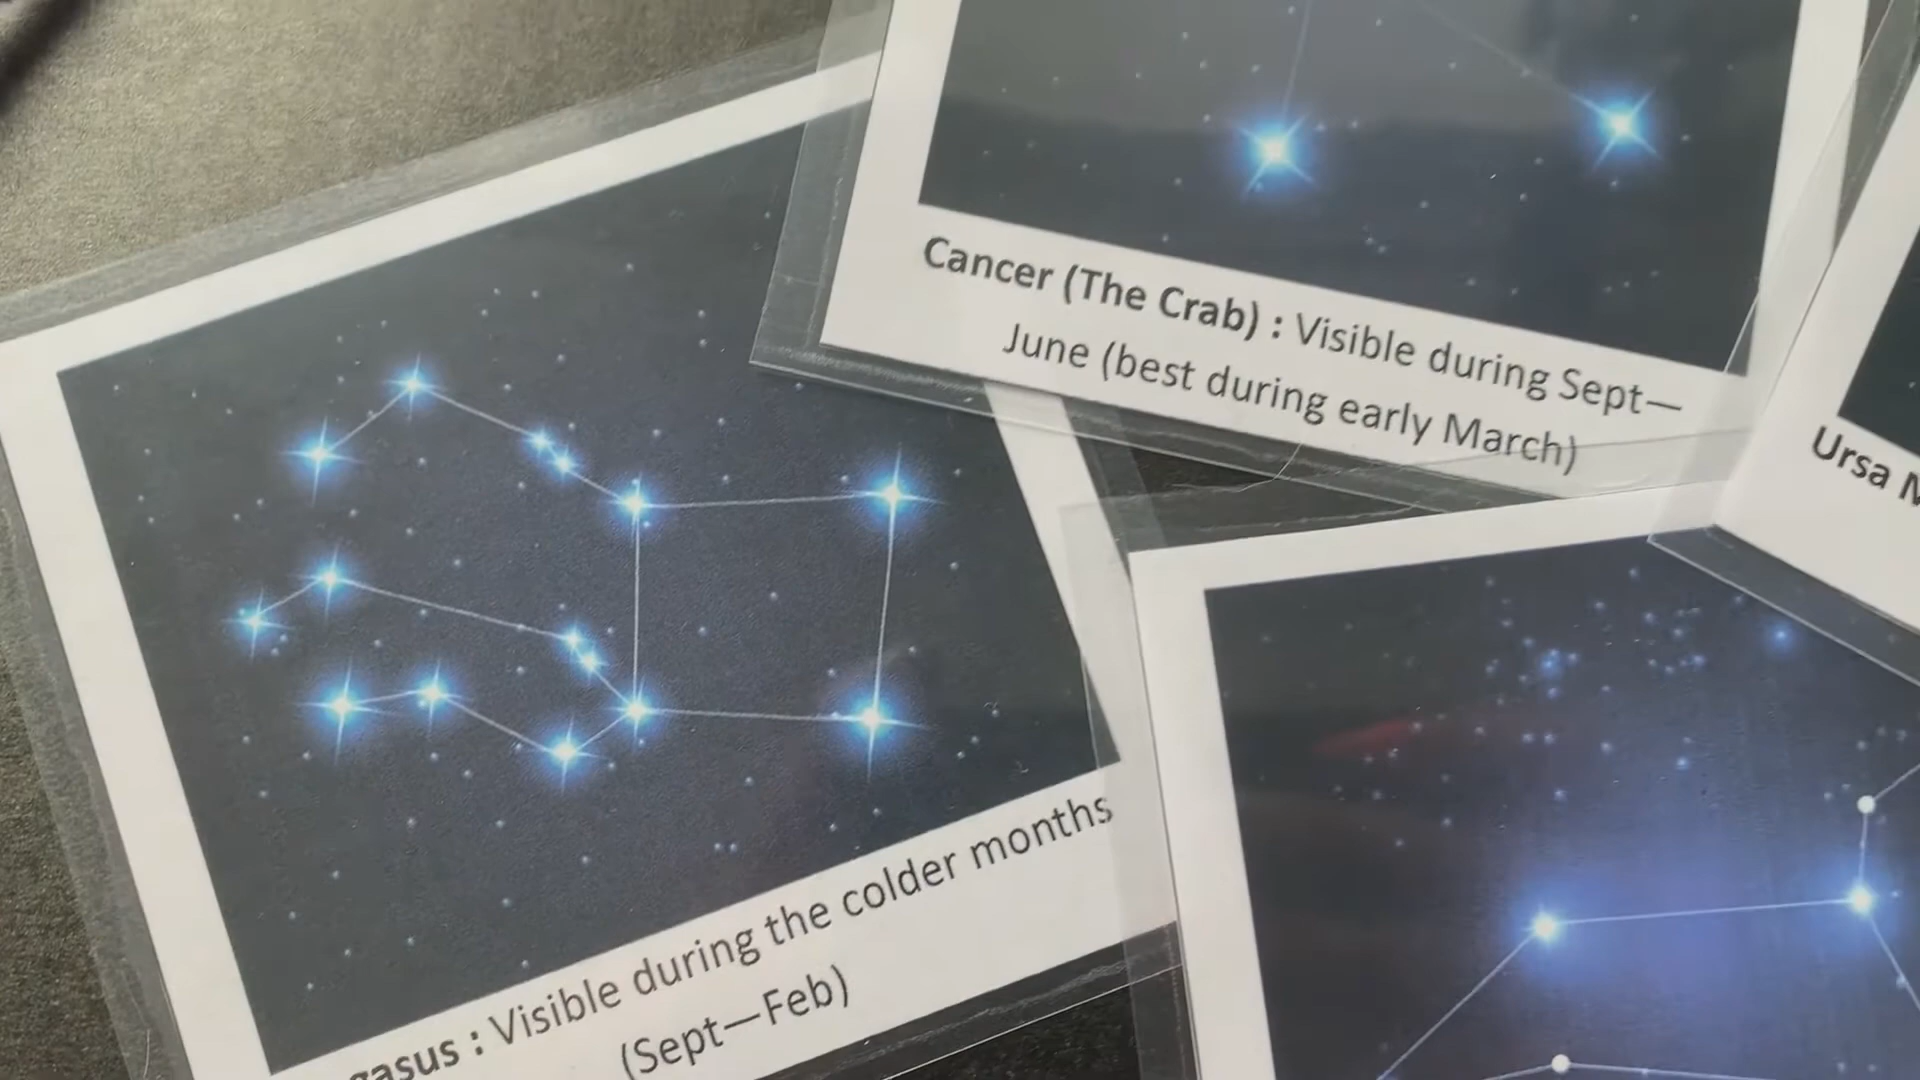 Cancer (The Crab) : Visible during Sept—
June (best during early March)
Ursa
gasus : Visible during the colder months
(Sept—Feb)